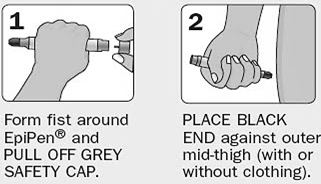 1
Form fist around
EpiPen® and
PULL OFF GREY
SAFETY CAP.
2
PLACE BLACK
END against outer
mid-thigh (with or
without clothing).